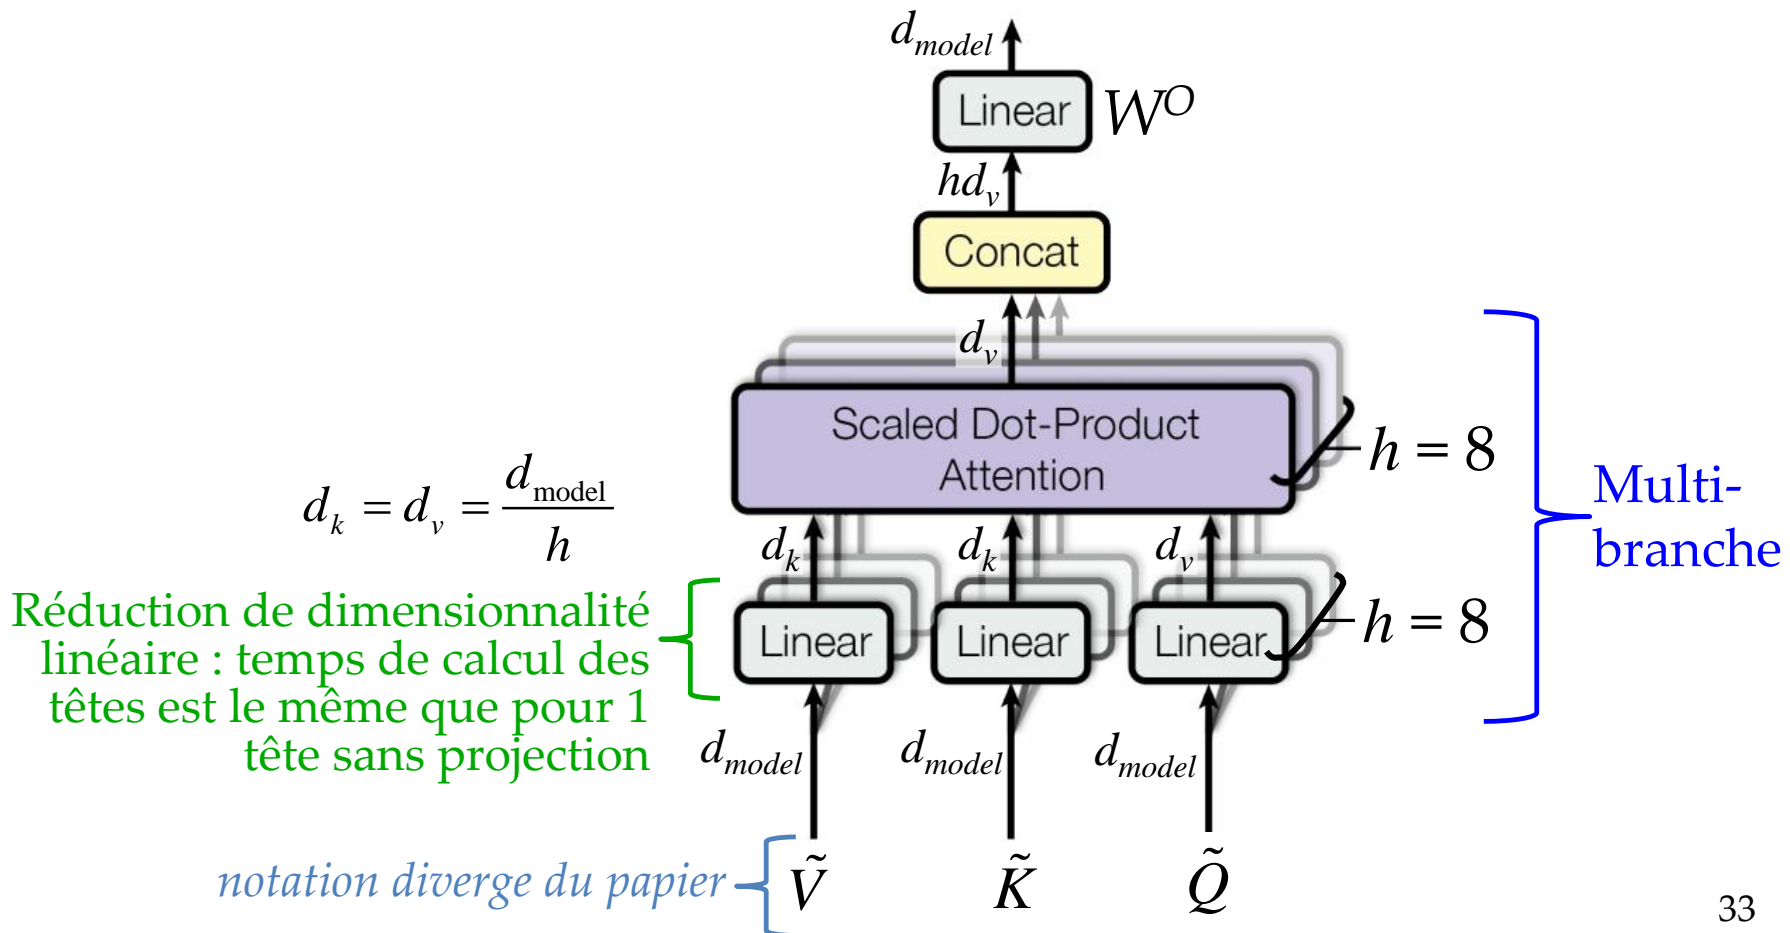 d_model
Linear W^O
hd_v
Concat
d_v
Scaled Dot-Product
Attention
h = 8
Multi-
branche
d_k = d_v = d_model / h
d_k d_k d_v
Réduction de dimensionnalité
linéaire : temps de calcul des
têtes est le même que pour 1
tête sans projection
Linear Linear Linear
h = 8
d_model d_model d_model
notation diverge du papier
Ṽ K̃ Q̃
33